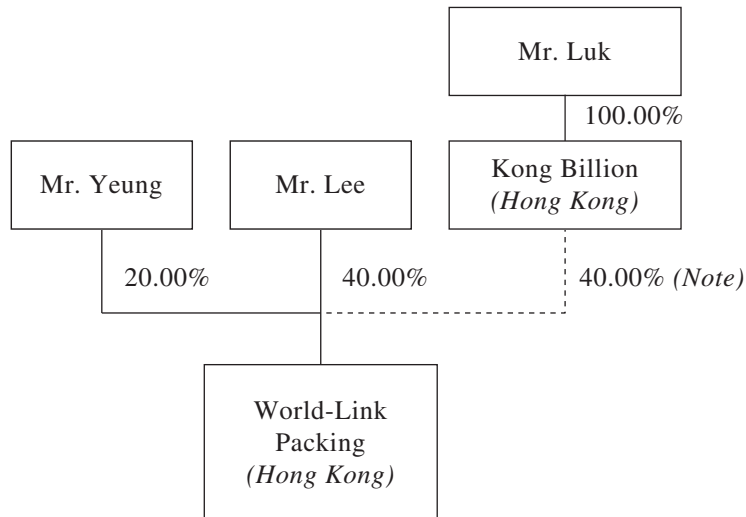 Mr. Luk
100.00%
Mr. Yeung
Mr. Lee
Kong Billion
(Hong Kong)
20.00%
40.00%
40.00% (Note)
World-Link
Packing
(Hong Kong)